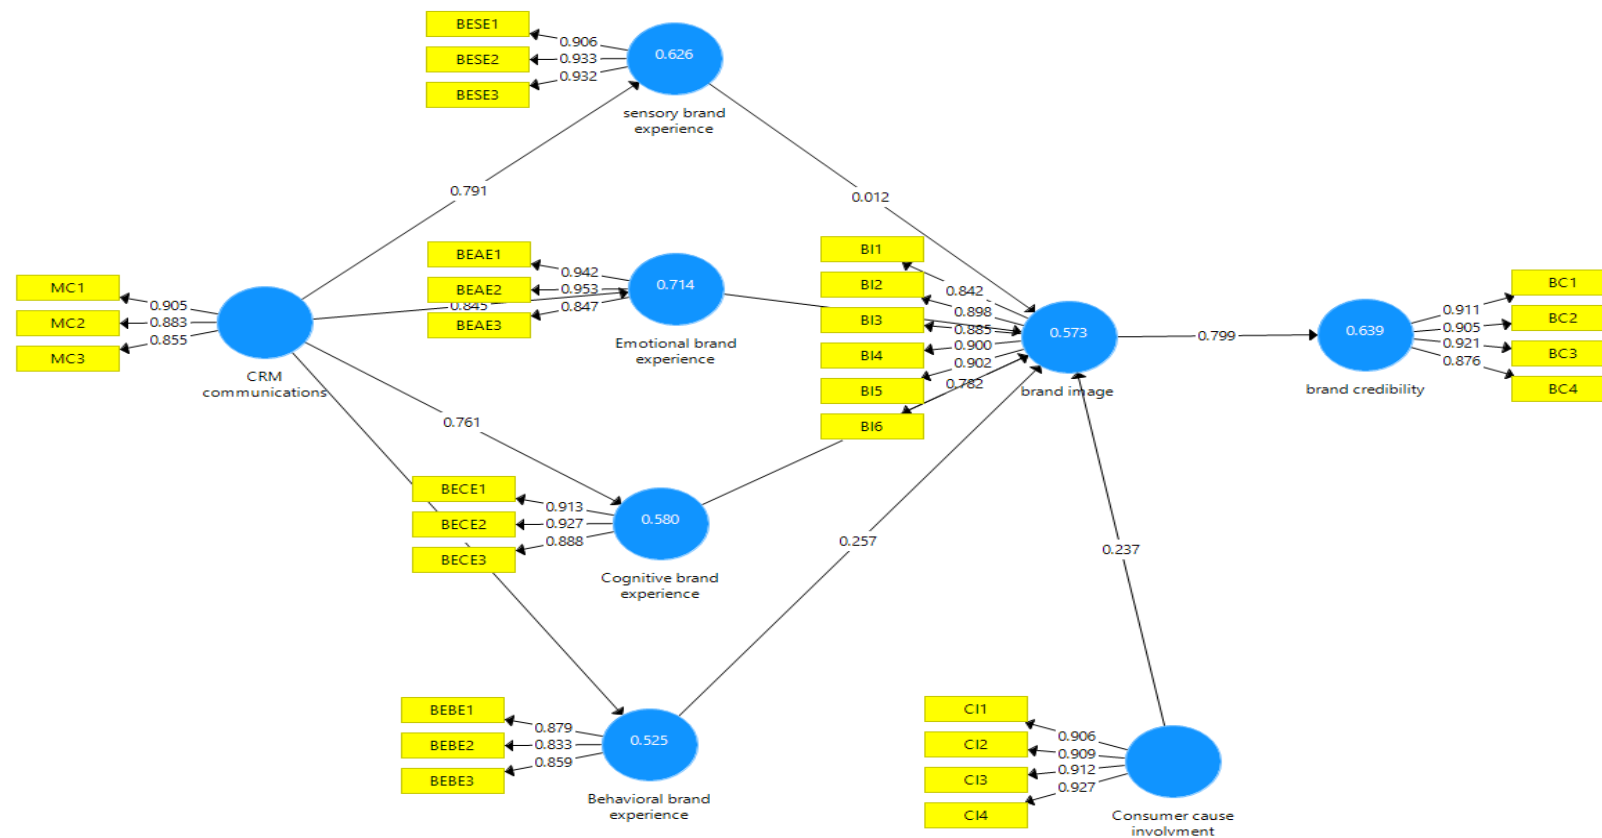 BESE1
BESE2
BESE3
0.906
0.933
0.932
0.626
sensory brand
experience
0.791
0.012
MC1
MC2
MC3
0.905
0.883
0.855
CRM
communications
BEAE1
BEAE2
BEAE3
0.942
0.953
0.847
0.845
0.714
Emotional brand
experience
BI1
BI2
BI3
BI4
BI5
BI6
0.842
0.898
0.885
0.900
0.902
0.782
0.573
brand image
0.799
0.639
brand credibility
0.911
0.905
0.921
0.876
BC1
BC2
BC3
BC4
0.761
BECE1
BECE2
BECE3
0.913
0.927
0.888
0.580
Cognitive brand
experience
0.257
0.237
BEBE1
BEBE2
BEBE3
0.879
0.833
0.859
0.525
Behavioral brand
experience
CI1
CI2
CI3
CI4
0.906
0.909
0.912
0.927
Consumer cause
involvment